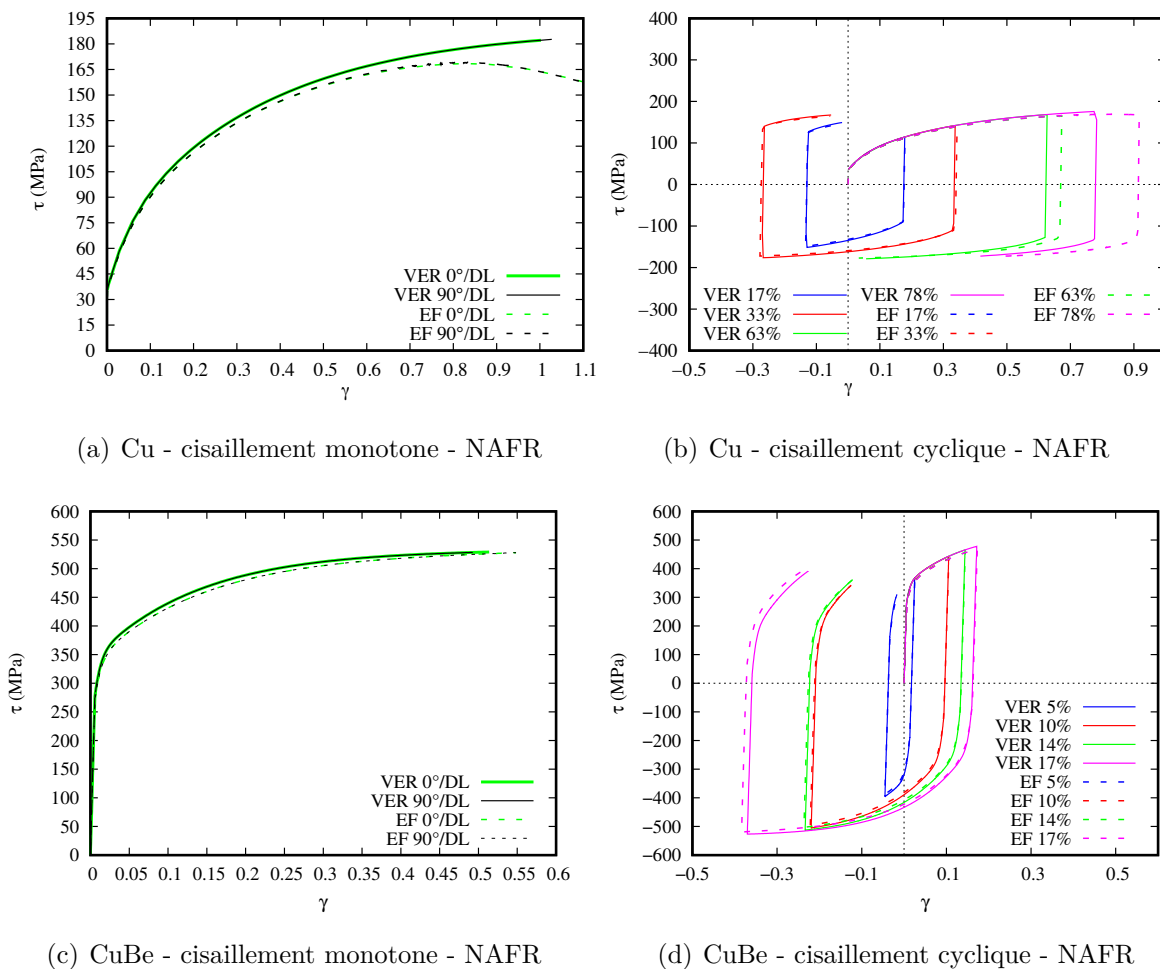 195
180
165
150
135
120
105
90
75
60
45
30
15
0
τ (MPa)
0 0.1 0.2 0.3 0.4 0.5 0.6 0.7 0.8 0.9 1 1.1
γ
VER 0°/DL
VER 90°/DL
EF 0°/DL
EF 90°/DL
(a) Cu - cisaillement monotone - NAFR
400
300
200
100
0
−100
−200
−300
−400
τ (MPa)
−0.5 −0.3 −0.1 0.1 0.3 0.5 0.7 0.9
γ
VER 17% VER 78% EF 63%
VER 33% EF 17% EF 78%
VER 63% EF 33%
(b) Cu - cisaillement cyclique - NAFR
600
550
500
450
400
350
300
250
200
150
100
50
0
τ (MPa)
0 0.05 0.1 0.15 0.2 0.25 0.3 0.35 0.4 0.45 0.5 0.55 0.6
γ
VER 0°/DL
VER 90°/DL
EF 0°/DL
EF 90°/DL
(c) CuBe - cisaillement monotone - NAFR
600
500
400
300
200
100
0
−100
−200
−300
−400
−500
−600
τ (MPa)
−0.5 −0.3 −0.1 0.1 0.3 0.5
γ
VER 5%
VER 10%
VER 14%
VER 17%
EF 5%
EF 10%
EF 14%
EF 17%
(d) CuBe - cisaillement cyclique - NAFR